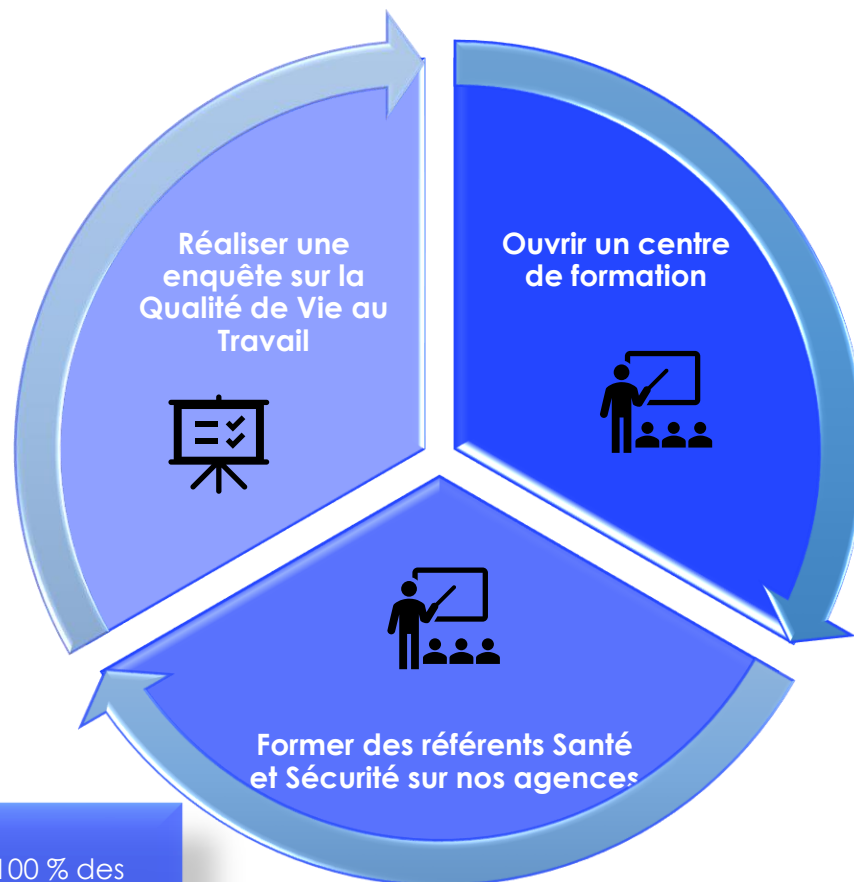 Réaliser une
enquête sur la
Qualité de Vie au
Travail
Ouvrir un centre
de formation
Former des référents Santé
et Sécurité sur nos agences
100 % des